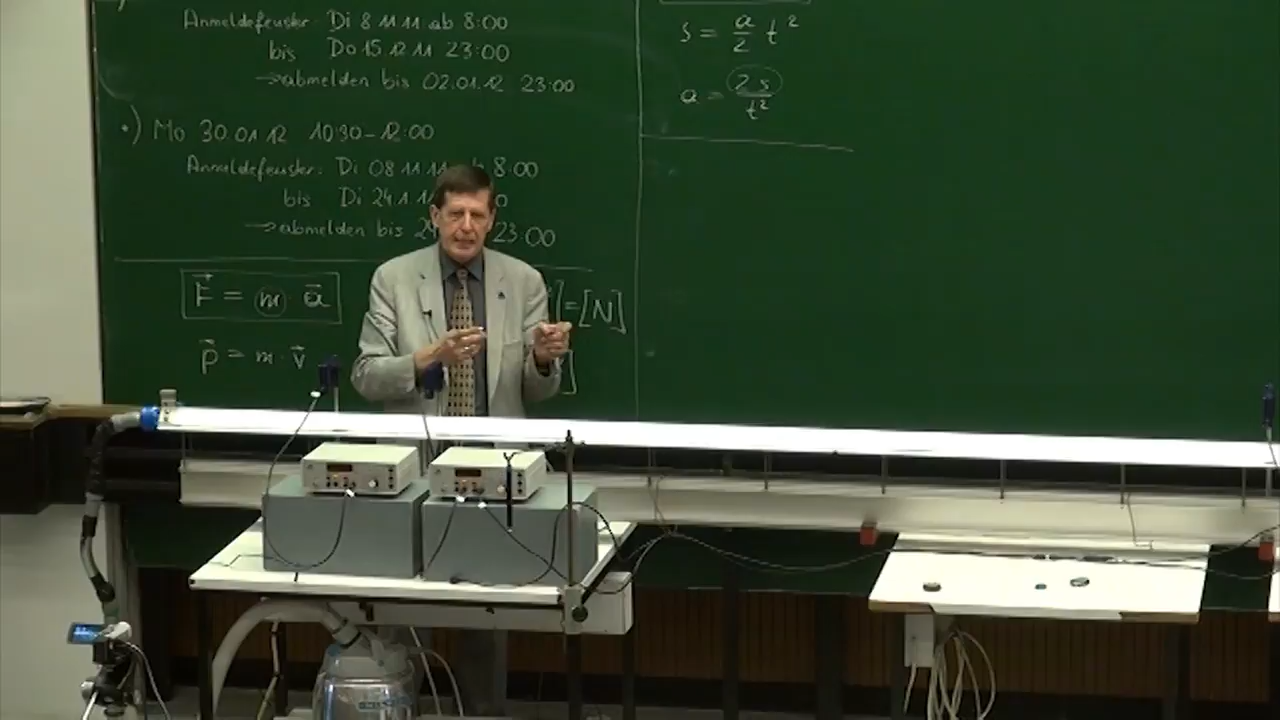 Anmeldefenster: Di 8 11 11 ab 8:00
bis Do 15 12 11 23:00
→ abmelden bis 02.01.12 23:00
•) Mo 30.01 12 10:30-12:00
Anmeldefenster: Di 08 11 11 8:00
bis Di 24.1
→ abmelden bis 23:00
F = m · a
= [N]
p = m · v
s = a/2 t²
a = 2s/t²